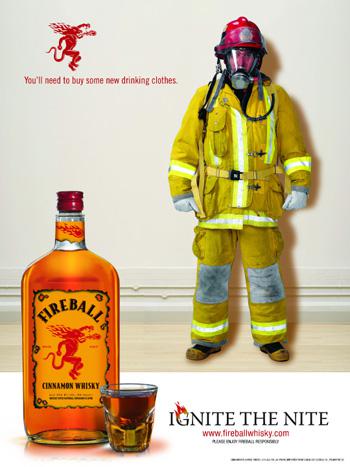 You'll need to buy some new drinking clothes.
FIREBALL
CINNAMON WHISKY
IGNITE THE NITE
www.fireballwhisky.com
PLEASE ENJOY FIREBALL RESPONSIBLY